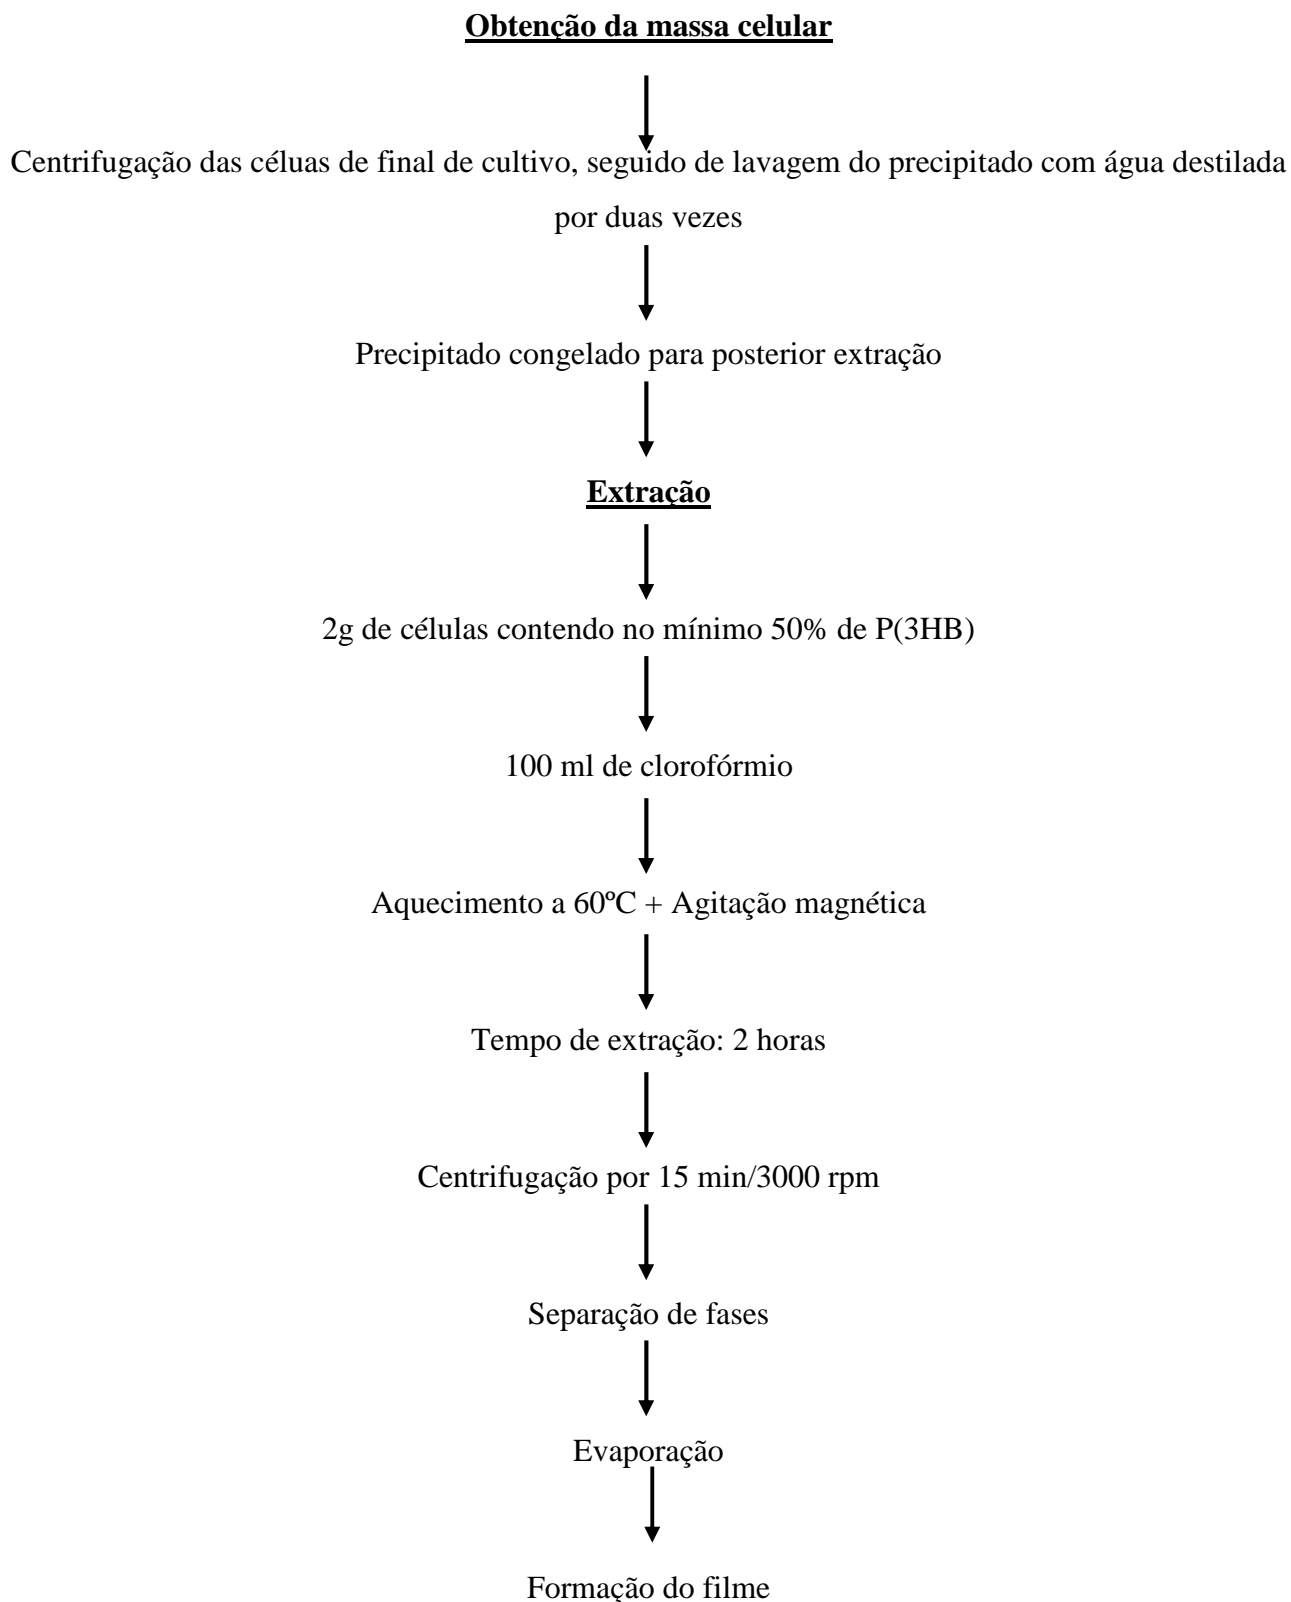 Obtenção da massa celular
Centrifugação das céluas de final de cultivo, seguido de lavagem do precipitado com água destilada
por duas vezes
Precipitado congelado para posterior extração
Extração
2g de células contendo no mínimo 50% de P(3HB)
100 ml de clorofórmio
Aquecimento a 60ºC + Agitação magnética
Tempo de extração: 2 horas
Centrifugação por 15 min/3000 rpm
Separação de fases
Evaporação
Formação do filme